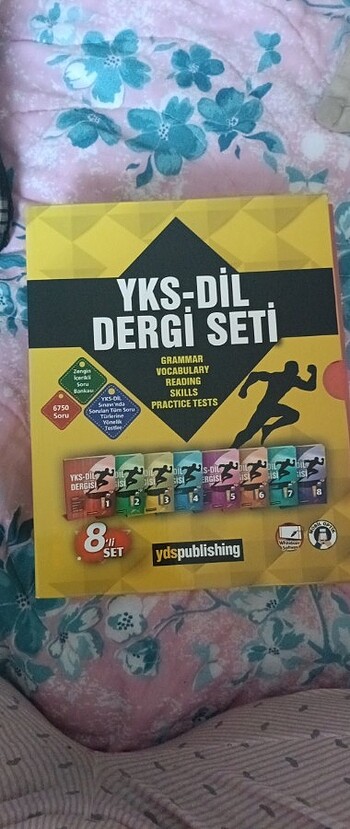 YKS-DİL
DERGİ SETİ
GRAMMAR
VOCABULARY
READING
SKILLS
PRACTICE TESTS
Zengin
İçerikli
Soru
Bankası
6750
Soru
YKS-DİL
Sınavı'nda
Sorulan Tüm Soru
Türlerine
Yönelik
Testler
YKS-DİL
DERGİSİ
1
2
3
4
5
6
7
8
8'li
SET
ydspublishing